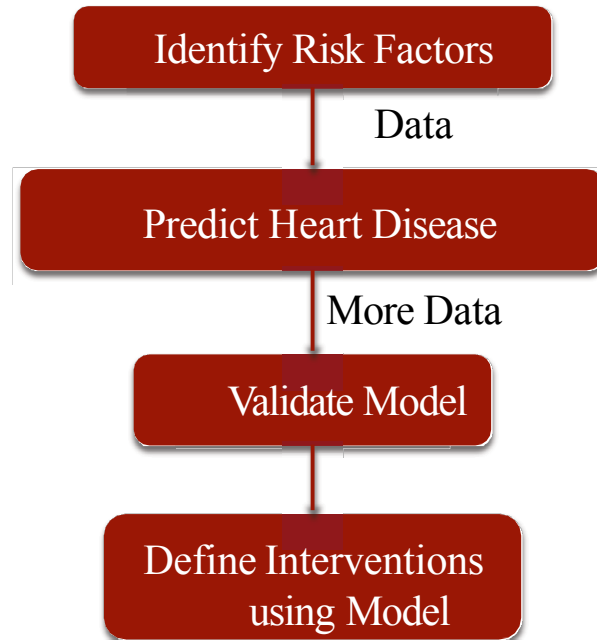 Identify Risk Factors
Data
Predict Heart Disease
More Data
Validate Model
Define Interventions
using Model